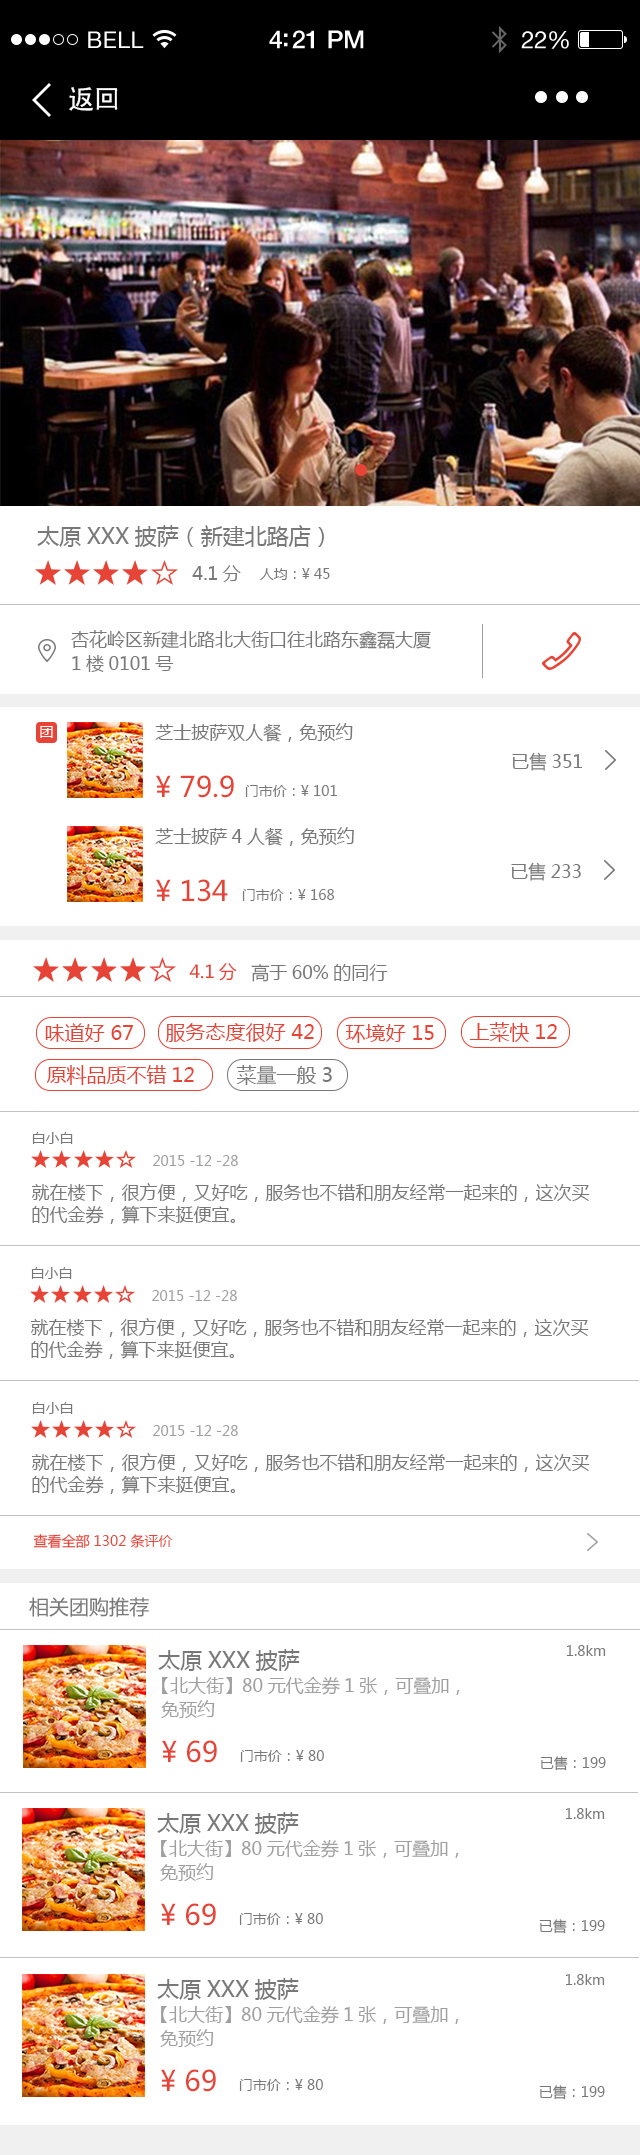 BELL 4:21 PM 22%
返回
太原 XXX 披萨（新建北路店）
4.1 分 人均：¥ 45
杏花岭区新建北路北大街口往北路东鑫磊大厦
1 楼 0101 号
团 芝士披萨双人餐，免预约
已售 351
¥ 79.9 门市价：¥ 101
芝士披萨 4 人餐，免预约
已售 233
¥ 134 门市价：¥ 168
4.1 分 高于 60% 的同行
味道好 67 服务态度很好 42 环境好 15 上菜快 12
原料品质不错 12 菜量一般 3
白小白
2015 -12 -28
就在楼下，很方便，又好吃，服务也不错和朋友经常一起来的，这次买
的代金券，算下来挺便宜。
白小白
2015 -12 -28
就在楼下，很方便，又好吃，服务也不错和朋友经常一起来的，这次买
的代金券，算下来挺便宜。
白小白
2015 -12 -28
就在楼下，很方便，又好吃，服务也不错和朋友经常一起来的，这次买
的代金券，算下来挺便宜。
查看全部 1302 条评价
相关团购推荐
太原 XXX 披萨 1.8km
【北大街】80 元代金券 1 张，可叠加，
免预约
¥ 69 门市价：¥ 80 已售：199
太原 XXX 披萨 1.8km
【北大街】80 元代金券 1 张，可叠加，
免预约
¥ 69 门市价：¥ 80 已售：199
太原 XXX 披萨 1.8km
【北大街】80 元代金券 1 张，可叠加，
免预约
¥ 69 门市价：¥ 80 已售：199